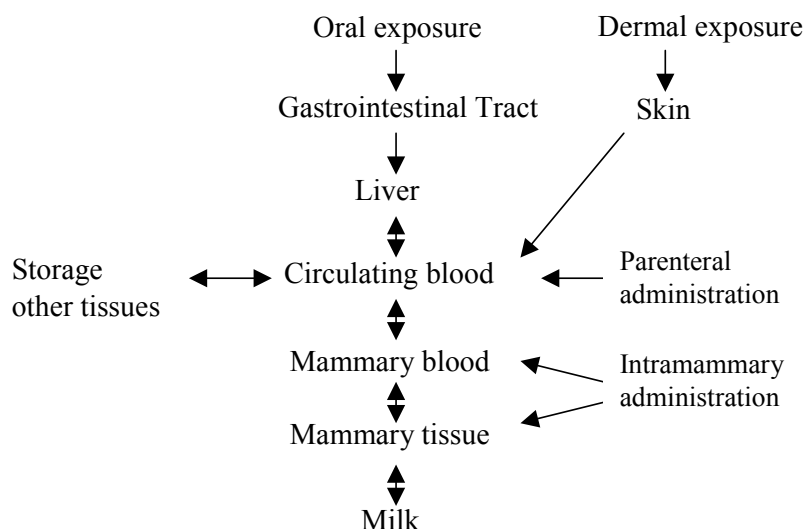 Oral exposure
Dermal exposure
Gastrointestinal Tract
Skin
Liver
Storage
other tissues
Circulating blood
Parenteral
administration
Mammary blood
Intramammary
administration
Mammary tissue
Milk